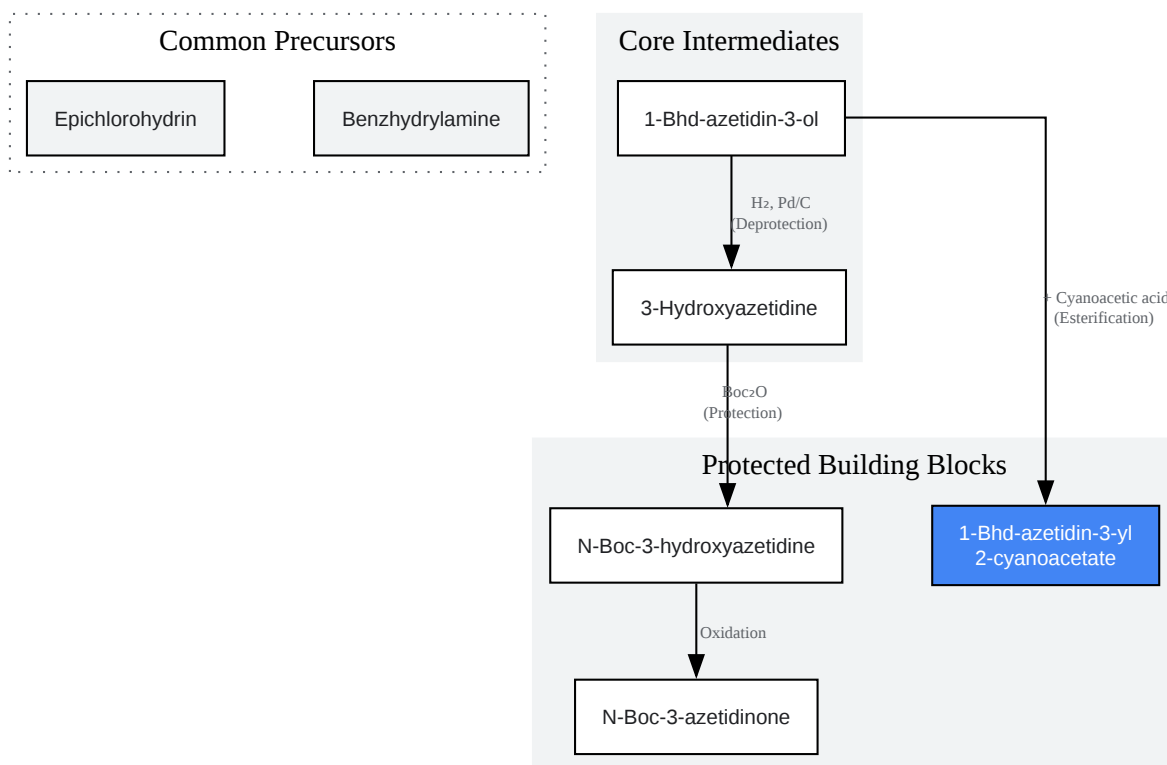 Common Precursors
Epichlorohydrin
Benzhydrylamine
Core Intermediates
1-Bhd-azetidin-3-ol
H₂, Pd/C
(Deprotection)
3-Hydroxyazetidine
+ Cyanoacetic acid
(Esterification)
Boc₂O
(Protection)
Protected Building Blocks
N-Boc-3-hydroxyazetidine
1-Bhd-azetidin-3-yl
2-cyanoacetate
Oxidation
N-Boc-3-azetidinone